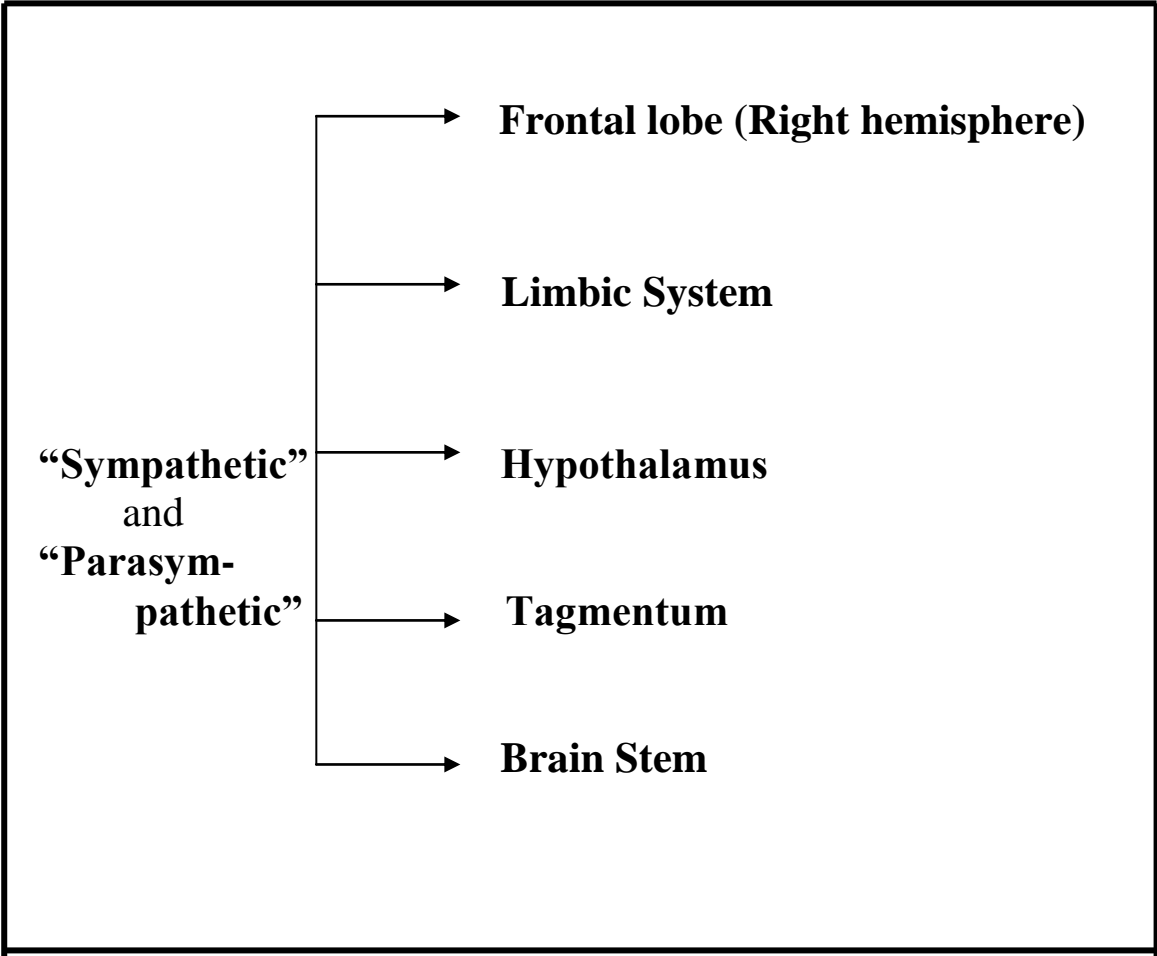 Frontal lobe (Right hemisphere)
Limbic System
“Sympathetic”
and
“Parasym-
pathetic”
Hypothalamus
Tagmentum
Brain Stem